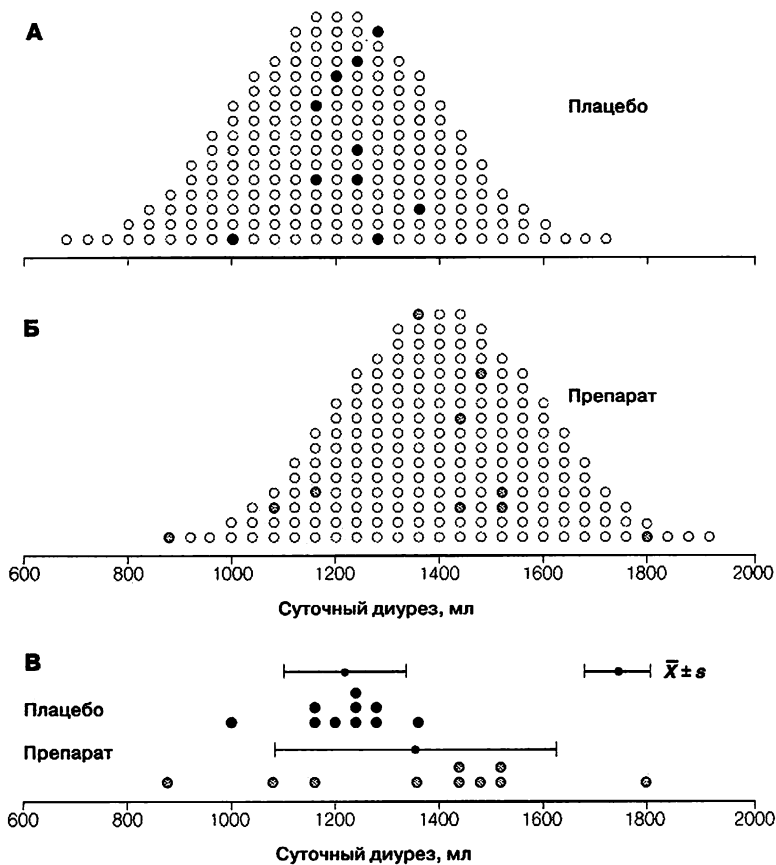 А
Плацебо
Б
Препарат
600 800 1000 1200 1400 1600 1800 2000
Суточный диурез, мл
В
X̄ ± s
Плацебо
Препарат
600 800 1000 1200 1400 1600 1800 2000
Суточный диурез, мл